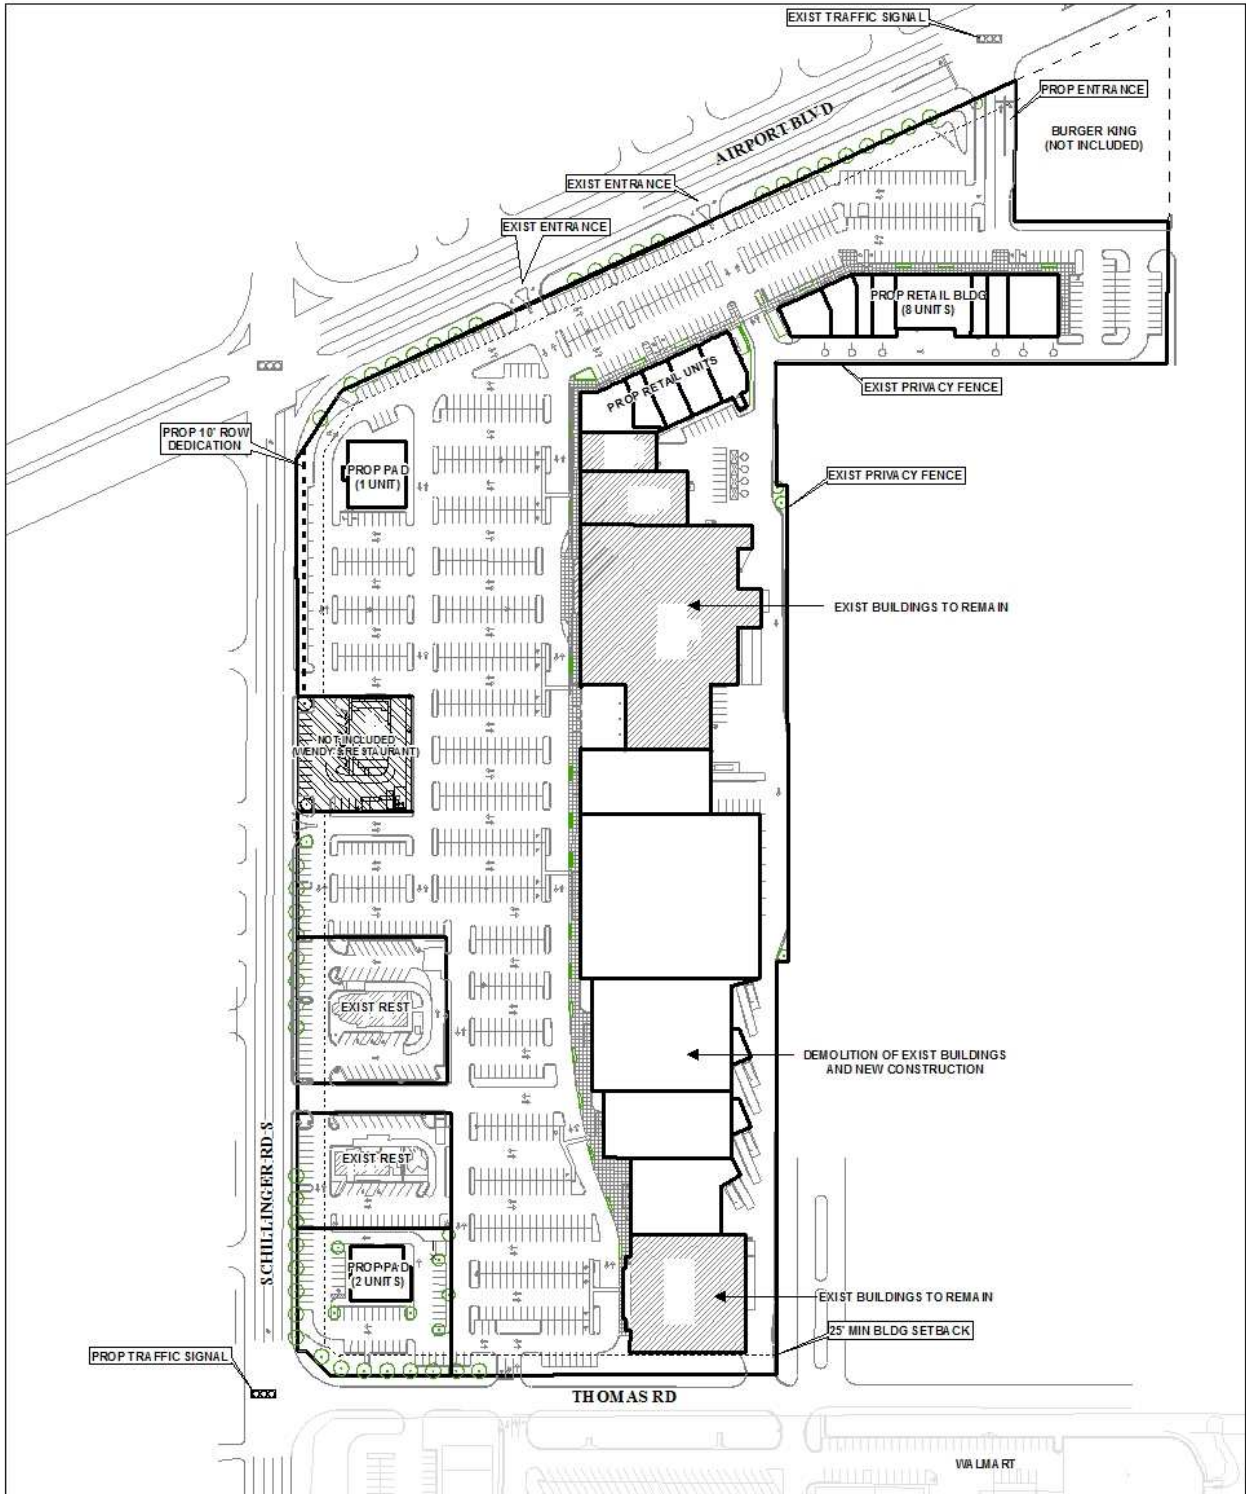 EXIST TRAFFIC SIGNAL
PROP ENTRANCE
AIRPORT BLVD
BURGER KING
(NOT INCLUDED)
EXIST ENTRANCE
EXIST ENTRANCE
PROP RETAIL BLDG
(8 UNITS)
PROP RETAIL UNITS
EXIST PRIVACY FENCE
PROP 10' ROW
DEDICATION
PROP PAD
(1 UNIT)
EXIST PRIVACY FENCE
EXIST BUILDINGS TO REMAIN
NOT INCLUDED
(WENDY'S RESTAURANT)
EXIST REST
DEMOLITION OF EXIST BUILDINGS
AND NEW CONSTRUCTION
SCHILLINGER RD S
EXIST REST
PROP PAD
(2 UNITS)
EXIST BUILDINGS TO REMAIN
25' MIN BLDG SETBACK
PROP TRAFFIC SIGNAL
THOMAS RD
WALMART